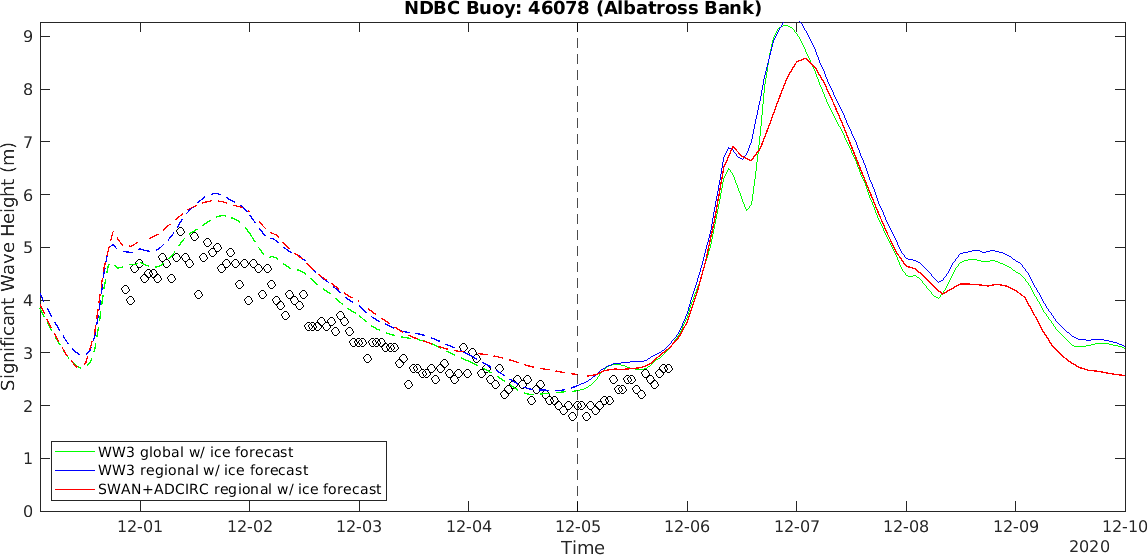 NDBC Buoy: 46078 (Albatross Bank)
Significant Wave Height (m)
9
8
7
6
5
4
3
2
1
0
WW3 global w/ ice forecast
WW3 regional w/ ice forecast
SWAN+ADCIRC regional w/ ice forecast
12-01 12-02 12-03 12-04 12-05 12-06 12-07 12-08 12-09 12-10
Time
2020